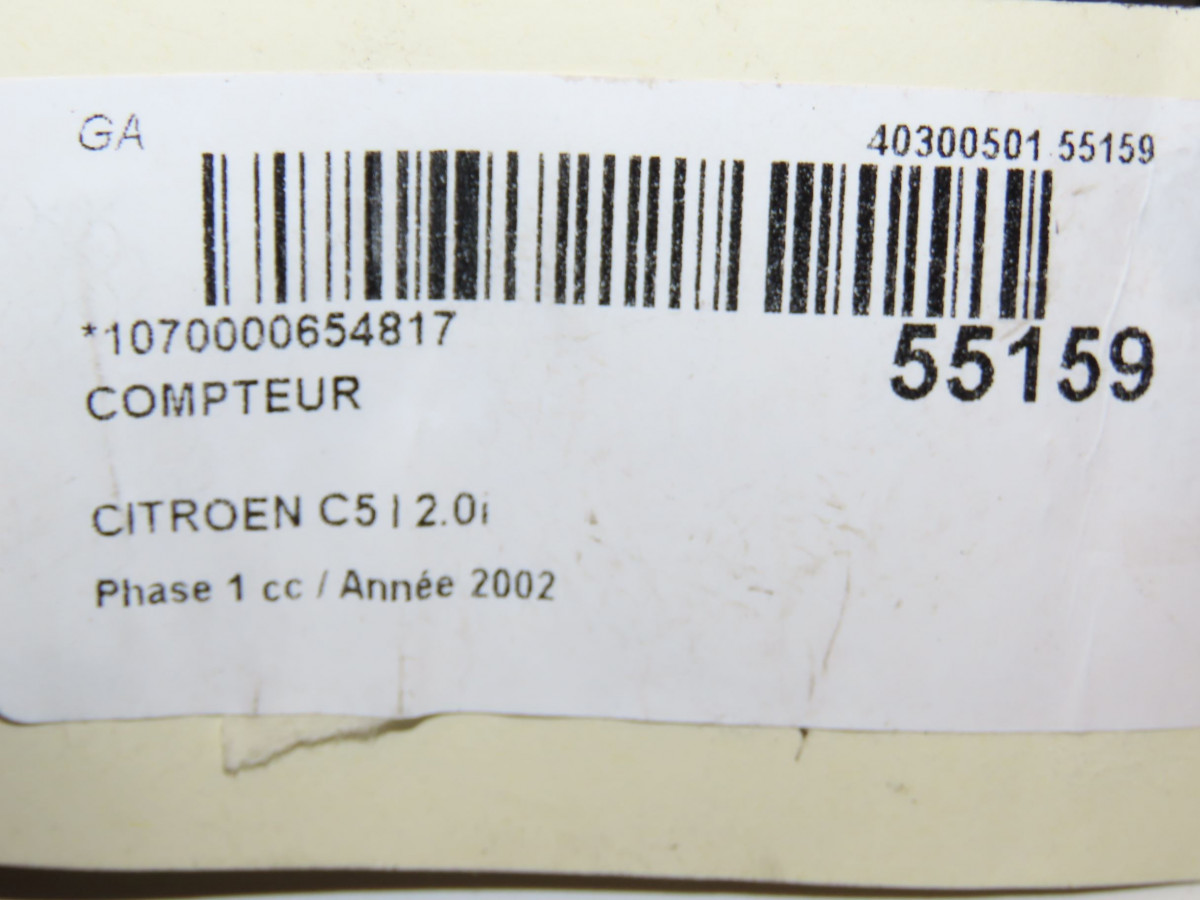 GA
40300501 55159
*1070000654817
55159
COMPTEUR
CITROEN C5 I 2.0i
Phase 1 cc / Année 2002